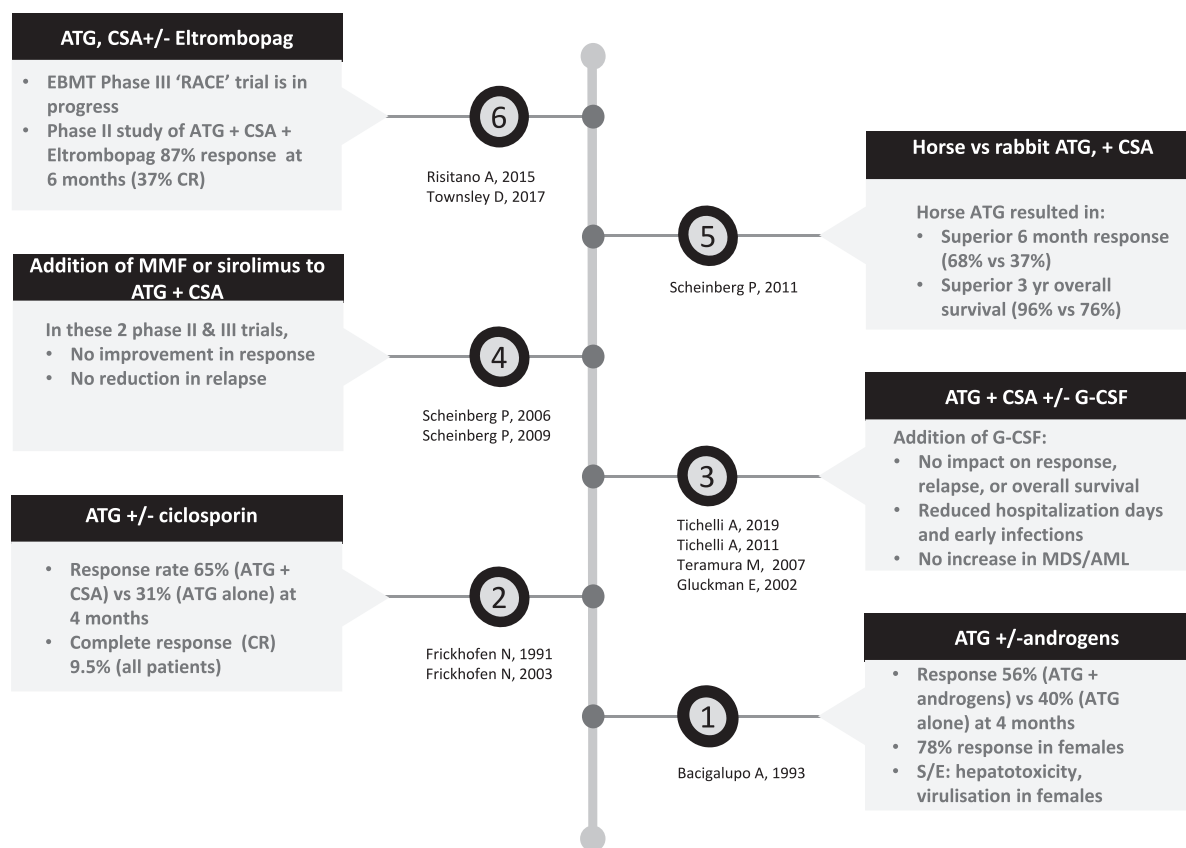 ATG, CSA+/- Eltrombopag
• EBMT Phase III ‘RACE’ trial is in
progress
• Phase II study of ATG + CSA +
Eltrombopag 87% response at
6 months (37% CR)
6
Risitano A, 2015
Townsley D, 2017
Horse vs rabbit ATG, + CSA
Horse ATG resulted in:
• Superior 6 month response
(68% vs 37%)
• Superior 3 yr overall
survival (96% vs 76%)
5
Scheinberg P, 2011
Addition of MMF or sirolimus to
ATG + CSA
In these 2 phase II & III trials,
• No improvement in response
• No reduction in relapse
4
Scheinberg P, 2006
Scheinberg P, 2009
ATG + CSA +/- G-CSF
Addition of G-CSF:
• No impact on response,
relapse, or overall survival
• Reduced hospitalization days
and early infections
• No increase in MDS/AML
3
Tichelli A, 2019
Tichelli A, 2011
Teramura M, 2007
Gluckman E, 2002
ATG +/- ciclosporin
• Response rate 65% (ATG +
CSA) vs 31% (ATG alone) at
4 months
• Complete response (CR)
9.5% (all patients)
2
Frickhofen N, 1991
Frickhofen N, 2003
ATG +/-androgens
• Response 56% (ATG +
androgens) vs 40% (ATG
alone) at 4 months
• 78% response in females
• S/E: hepatotoxicity,
virulisation in females
1
Bacigalupo A, 1993